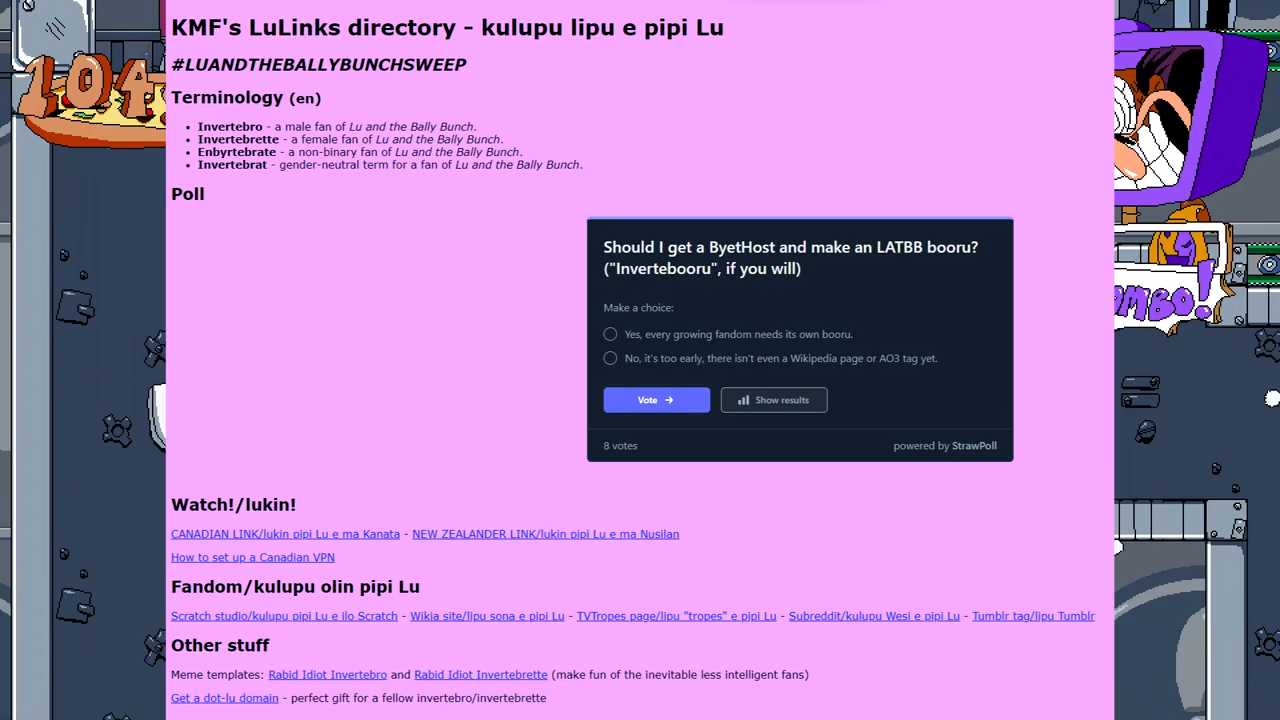 KMF's LuLinks directory - kulupu lipu e pipi Lu
#LUANDTHEBALLYBUNCHSWEEP
Terminology (en)
Invertebro - a male fan of Lu and the Bally Bunch.
Invertebrette - a female fan of Lu and the Bally Bunch.
Enbyrtebrate - a non-binary fan of Lu and the Bally Bunch.
Invertebrat - gender-neutral term for a fan of Lu and the Bally Bunch.
Poll
Should I get a ByetHost and make an LATBB booru?
("Invertebooru", if you will)
Make a choice:
Yes, every growing fandom needs its own booru.
No, it's too early, there isn't even a Wikipedia page or AO3 tag yet.
Vote → Show results
8 votes powered by StrawPoll
Watch!/lukin!
CANADIAN LINK/lukin pipi Lu e ma Kanata - NEW ZEALANDER LINK/lukin pipi Lu e ma Nusilan
How to set up a Canadian VPN
Fandom/kulupu olin pipi Lu
Scratch studio/kulupu pipi Lu e ilo Scratch - Wikia site/lipu sona e pipi Lu - TVTropes page/lipu "tropes" e pipi Lu - Subreddit/kulupu Wesi e pipi Lu - Tumblr tag/lipu Tumblr
Other stuff
Meme templates: Rabid Idiot Invertebro and Rabid Idiot Invertebrette (make fun of the inevitable less intelligent fans)
Get a dot-lu domain - perfect gift for a fellow invertebro/invertebrette
1:04
OMBO!